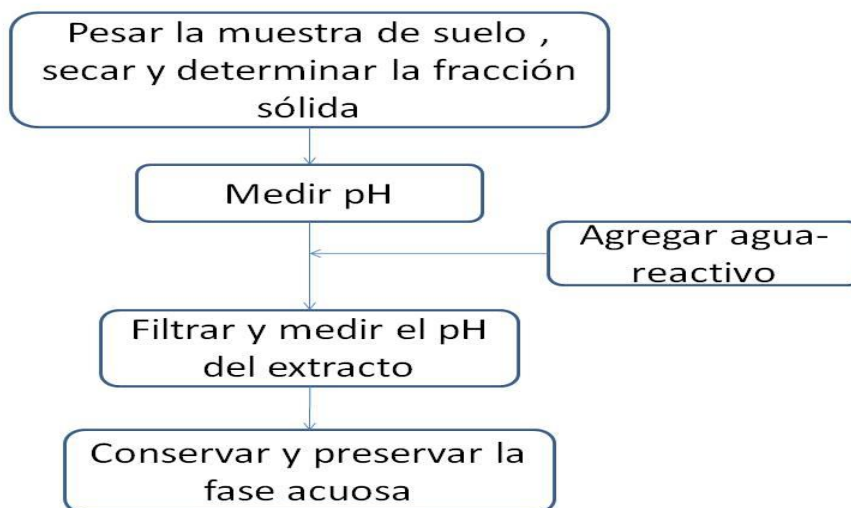 Pesar la muestra de suelo ,
secar y determinar la fracción
sólida
Medir pH
Agregar agua-
reactivo
Filtrar y medir el pH
del extracto
Conservar y preservar la
fase acuosa